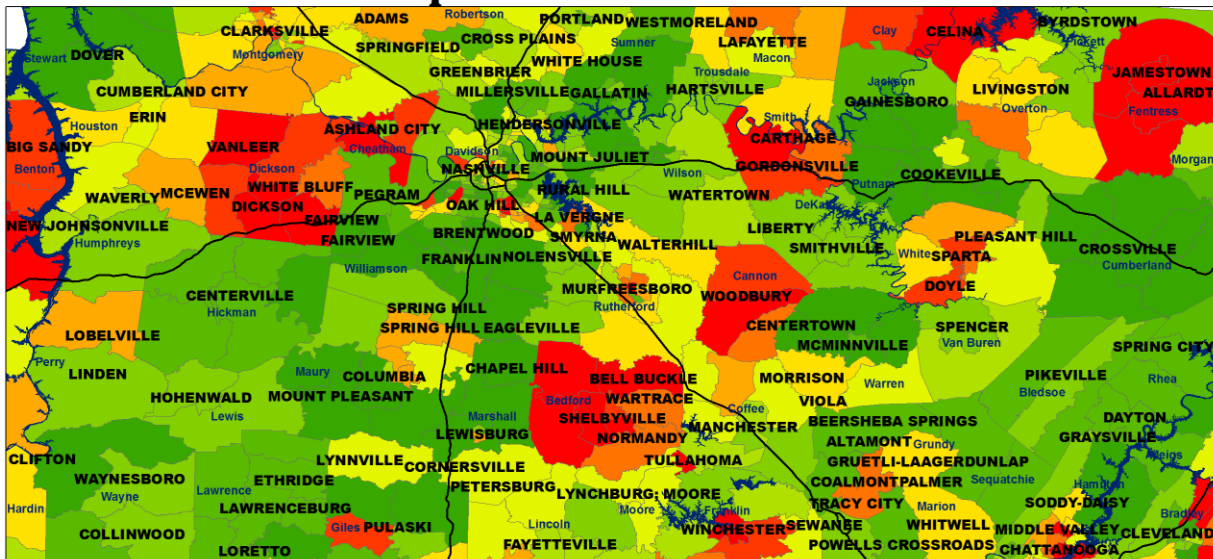 ADAMS
Robertson
PORTLAND
WESTMORELAND
BYRDSTOWN
CLARKSVILLE
CROSS PLAINS
Sumner
LAFAYETTE
Clay
CELINA
Pickett
Stewart
DOVER
Montgomery
SPRINGFIELD
WHITE HOUSE
Macon
GREENBRIER
Trousdale
JAMESTOWN
CUMBERLAND CITY
MILLERSVILLE
GALLATIN
HARTSVILLE
Jackson
GAINESBORO
LIVINGSTON
ALLARDT
Overton
Fentress
ERIN
Houston
ASHLAND CITY
HENDERSONVILLE
Smith
CARTHAGE
BIG SANDY
VANLEER
Cheatham
Davidson
MOUNT JULIET
Benton
Dickson
NASHVILLE
GORDONSVILLE
Morgan
WAVERLY
MCEWEN
WHITE BLUFF
PEGRAM
RURAL HILL
Wilson
WATERTOWN
Putnam
COOKEVILLE
DICKSON
OAK HILL
LA VERGNE
DeKalb
NEW JOHNSONVILLE
FAIRVIEW
BRENTWOOD
SMYRNA
WALTERHILL
LIBERTY
PLEASANT HILL
Humphreys
FAIRVIEW
FRANKLIN
NOLENSVILLE
SMITHVILLE
White
SPARTA
CROSSVILLE
Williamson
Cannon
Cumberland
CENTERVILLE
MURFREESBORO
WOODBURY
DOYLE
Hickman
SPRING HILL
Rutherford
LOBELVILLE
SPRING HILL
EAGLEVILLE
CENTERTOWN
SPENCER
MCMINNVILLE
Van Buren
SPRING CITY
Perry
LINDEN
Maury
COLUMBIA
CHAPEL HILL
BELL BUCKLE
MORRISON
Warren
PIKEVILLE
Rhea
HOHENWALD
MOUNT PLEASANT
Bedford
WARTRACE
VIOLA
Bledsoe
Lewis
Marshall
SHELBYVILLE
Coffee
MANCHESTER
BEERSHEBA SPRINGS
DAYTON
LEWISBURG
NORMANDY
ALTAMONT
Grundy
GRAYSVILLE
CLIFTON
LYNNVILLE
CORNERSVILLE
TULLAHOMA
GRUETLI-LAAGER
DUNLAP
Meigs
WAYNESBORO
Wayne
Lawrence
ETHRIDGE
PETERSBURG
LYNCHBURG: MOORE
COALMONT
PALMER
Sequatchie
Hamilton
Hardin
LAWRENCEBURG
Moore
Franklin
TRACY CITY
Marion
SODDY-DAISY
Bradley
COLLINWOOD
Giles
PULASKI
Lincoln
WINCHESTER
SEWANEE
WHITWELL
MIDDLE VALLEY
CLEVELAND
LORETTO
FAYETTEVILLE
POWELLS CROSSROADS
CHATTANOOGA